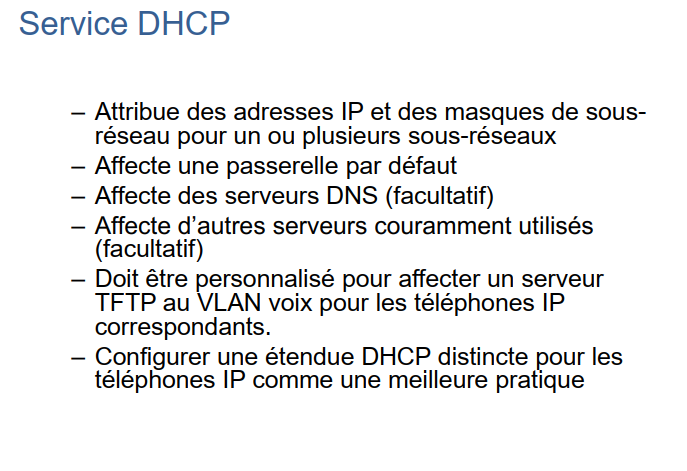 Service DHCP
– Attribue des adresses IP et des masques de sous-
réseau pour un ou plusieurs sous-réseaux
– Affecte une passerelle par défaut
– Affecte des serveurs DNS (facultatif)
– Affecte d’autres serveurs couramment utilisés
(facultatif)
– Doit être personnalisé pour affecter un serveur
TFTP au VLAN voix pour les téléphones IP
correspondants.
– Configurer une étendue DHCP distincte pour les
téléphones IP comme une meilleure pratique